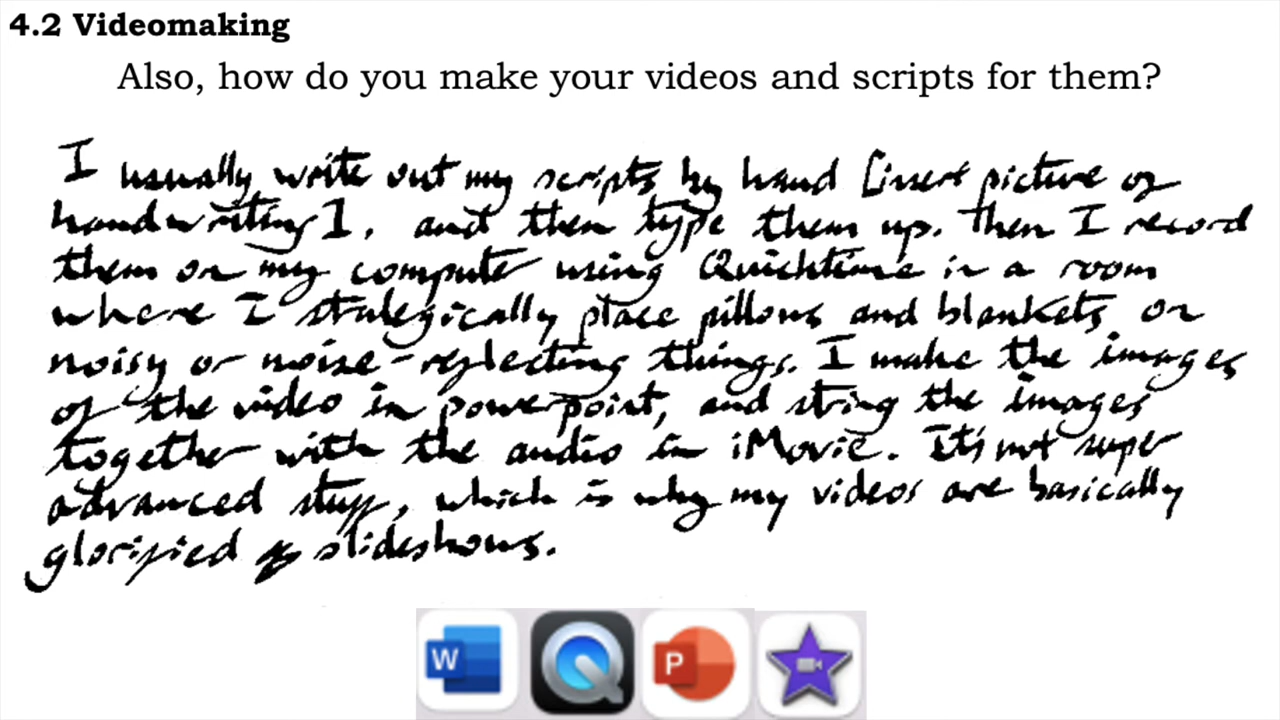 4.2 Videomaking
Also, how do you make your videos and scripts for them?
I usually write out my scripts by hand [insert picture of
handwriting], and then type them up. Then I record
them on my computer using Quicktime in a room
where I strategically place pillows and blankets on
noisy or noise-reflecting things. I make the images
of the video in powerpoint, and string the images
together with the audio in iMovie. It's not super
advanced stuff, which is why my videos are basically
glorified slideshows.
W
P